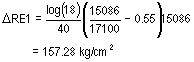 ΔRE1 = log(18)/40 (15086/17100 − 0.55) 15086
= 157.28 kg/cm²